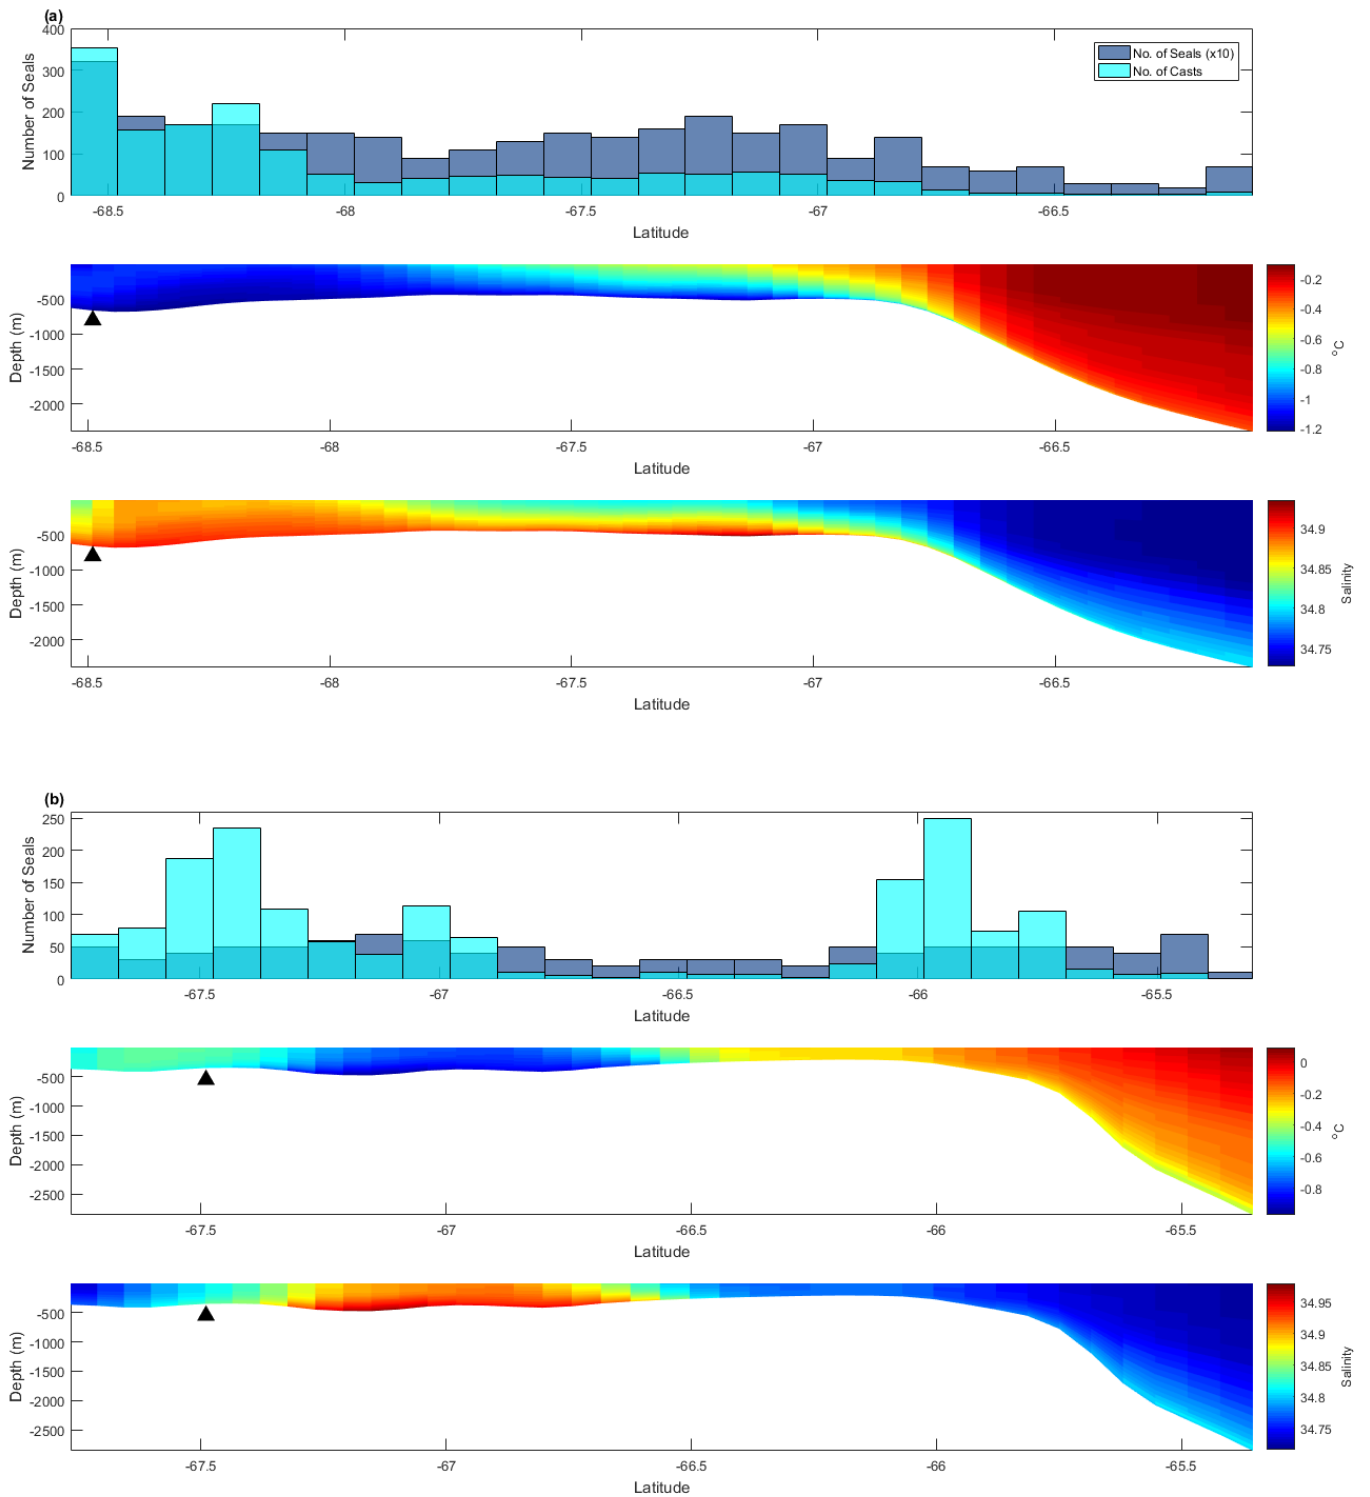 (a)
400
300
200
100
0
Number of Seals
No. of Seals (x10)
No. of Casts
-68.5 -68 -67.5 -67 -66.5
Latitude
-500
-1000
-1500
-2000
Depth (m)
-68.5 -68 -67.5 -67 -66.5
Latitude
-0.2
-0.4
-0.6
-0.8
-1
-1.2
°C
-500
-1000
-1500
-2000
Depth (m)
-68.5 -68 -67.5 -67 -66.5
Latitude
34.9
34.85
34.8
34.75
Salinity
(b)
250
200
150
100
50
0
Number of Seals
-67.5 -67 -66.5 -66 -65.5
Latitude
-500
-1000
-1500
-2000
-2500
Depth (m)
-67.5 -67 -66.5 -66 -65.5
Latitude
0
-0.2
-0.4
-0.6
-0.8
°C
-500
-1000
-1500
-2000
-2500
Depth (m)
-67.5 -67 -66.5 -66 -65.5
Latitude
34.95
34.9
34.85
34.8
34.75
Salinity